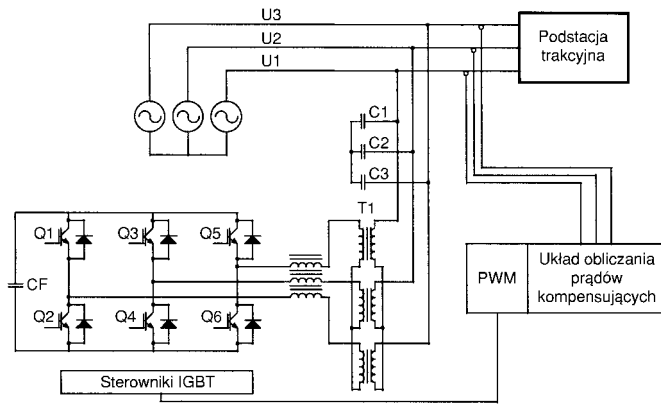 U3
U2
U1
Podstacja
trakcyjna
C1
C2
C3
T1
Q1
Q3
Q5
CF
Q2
Q4
Q6
PWM
Układ obliczania
prądów
kompensujących
Sterowniki IGBT